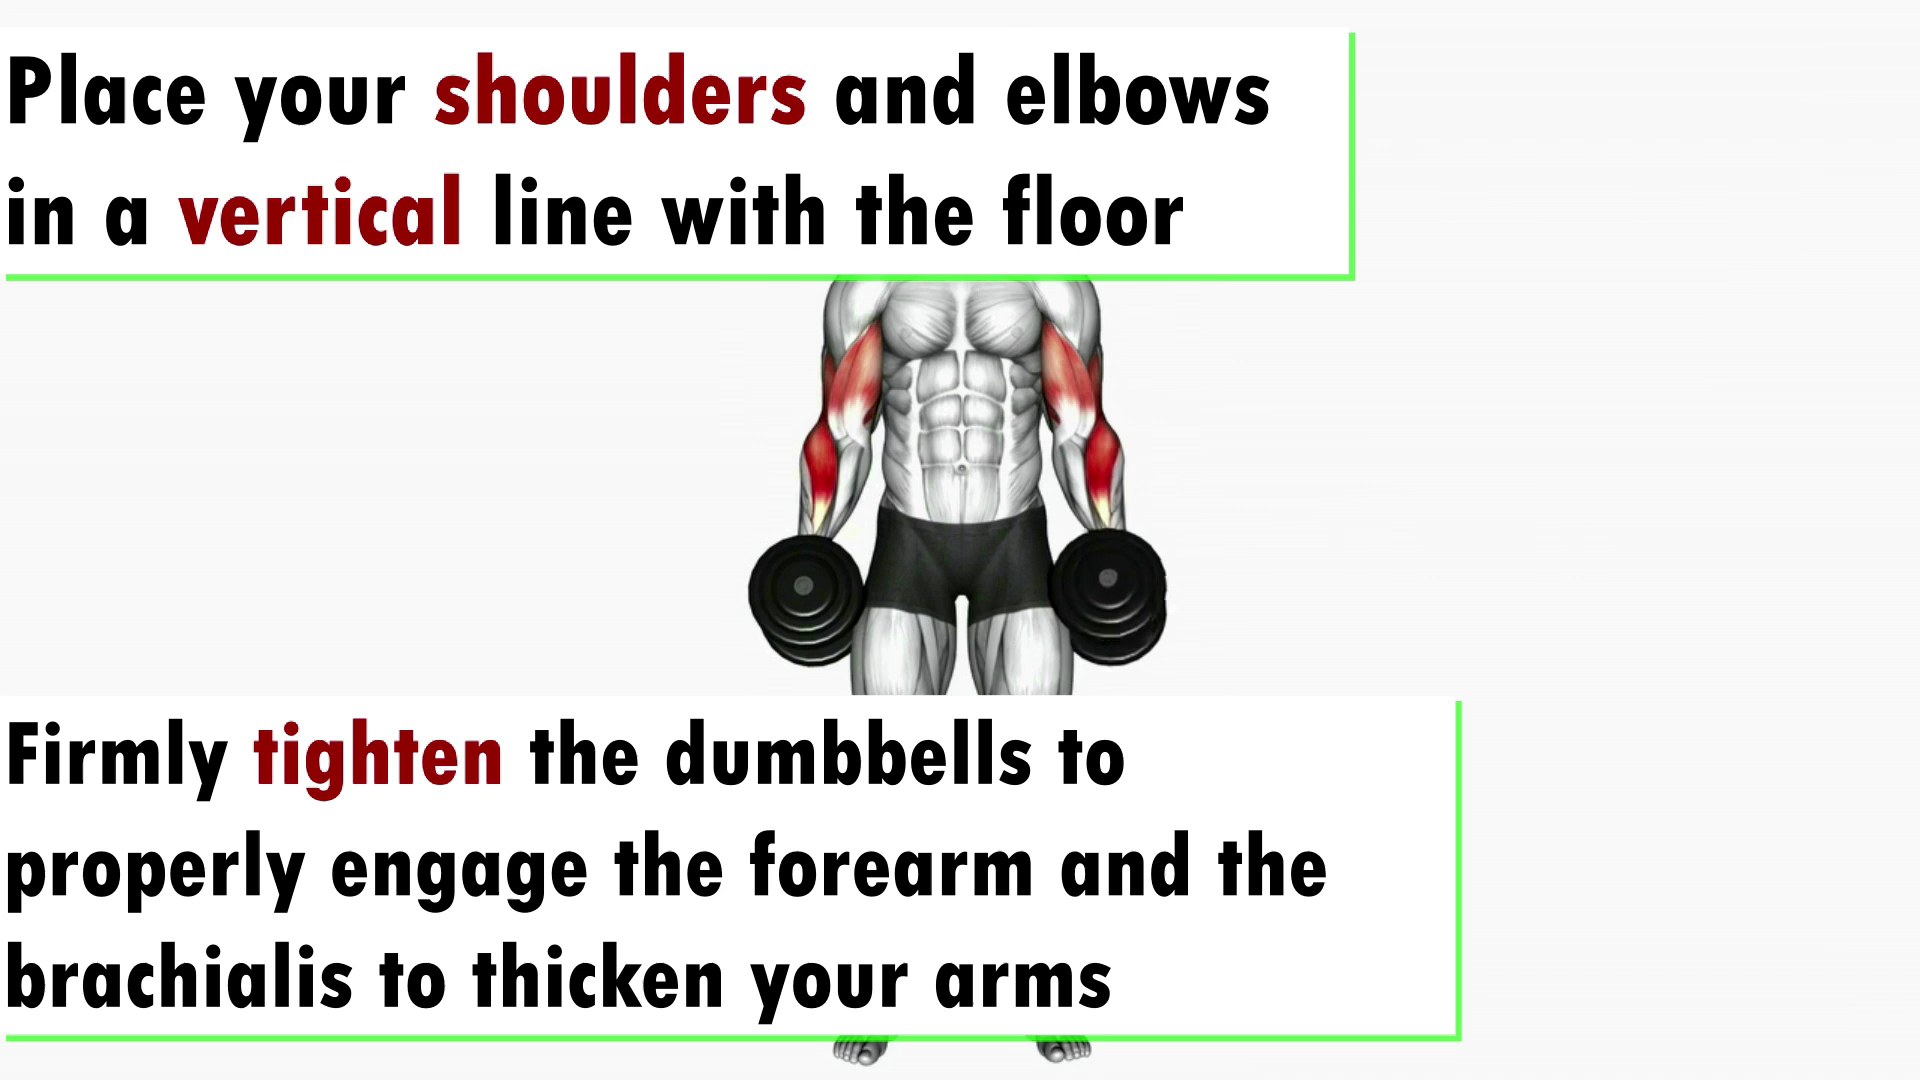 Place your shoulders and elbows
in a vertical line with the floor
Firmly tighten the dumbbells to
properly engage the forearm and the
brachialis to thicken your arms